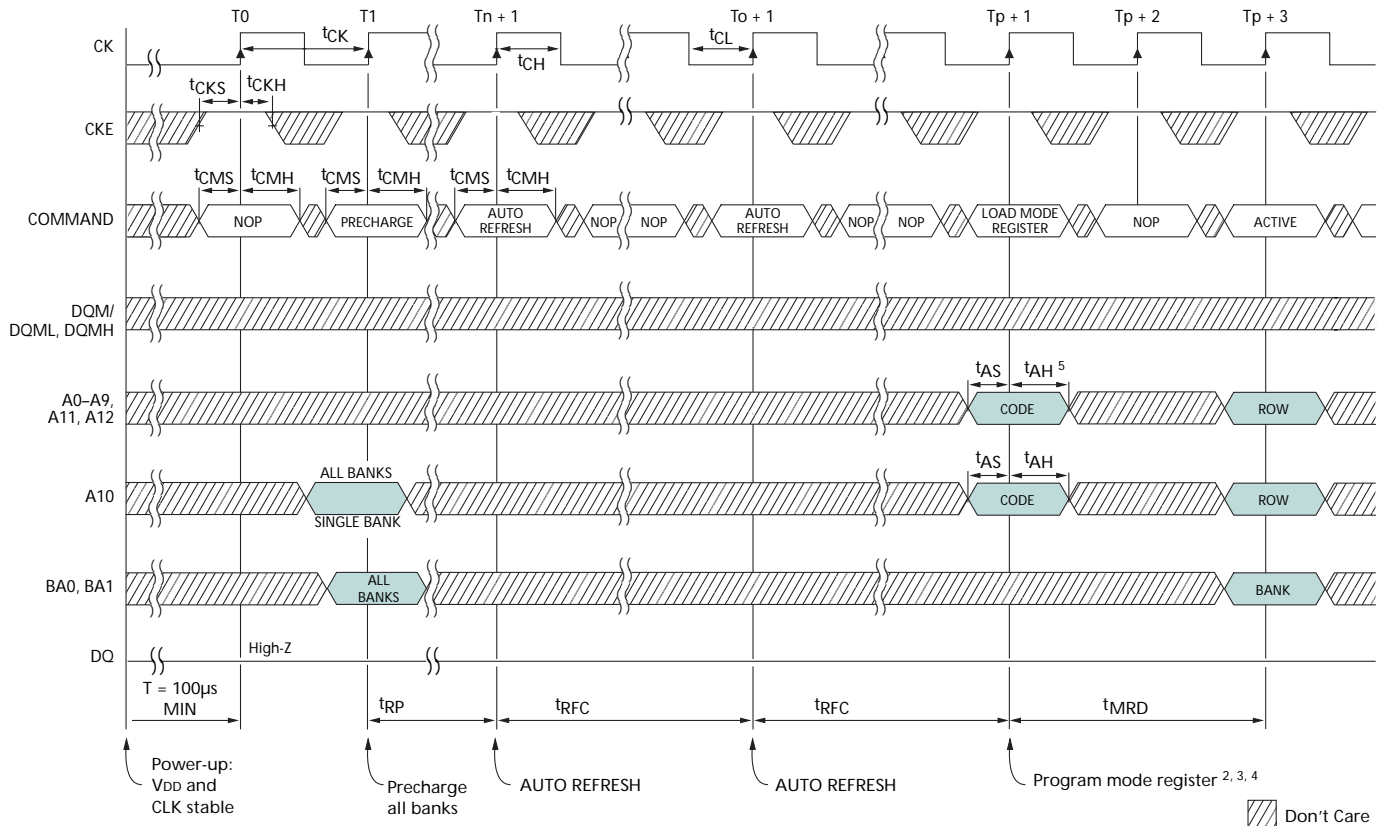 T0 T1 Tn + 1 To + 1 Tp + 1 Tp + 2 Tp + 3
CK
tCK
tCH
tCL
tCKS tCKH
CKE
tCMS tCMH tCMS tCMH tCMS tCMH
COMMAND
NOP PRECHARGE AUTO REFRESH NOP NOP AUTO REFRESH NOP NOP LOAD MODE REGISTER NOP ACTIVE
DQM/
DQML, DQMH
tAS tAH 5
A0–A9,
A11, A12
CODE ROW
tAS tAH
ALL BANKS
A10
CODE ROW
SINGLE BANK
BA0, BA1
ALL BANKS
BANK
DQ
High-Z
T = 100µs
MIN
tRP tRFC tRFC tMRD
Power-up:
VDD and
CLK stable
Precharge
all banks
AUTO REFRESH
AUTO REFRESH
Program mode register 2, 3, 4
Don't Care